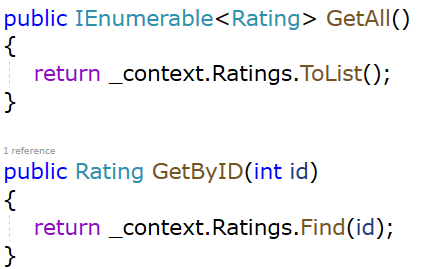 public IEnumerable<Rating> GetAll()
{
return _context.Ratings.ToList();
}
1 reference
public Rating GetByID(int id)
{
return _context.Ratings.Find(id);
}